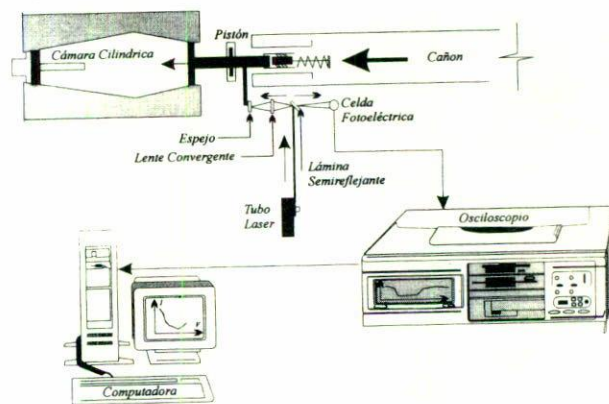 Pistón
Cámara Cilíndrica
Cañon
Celda
Fotoeléctrica
Espejo
Lente Convergente
Lámina
Semireflejante
Tubo
Laser
Osciloscopio
I
r
Computadora